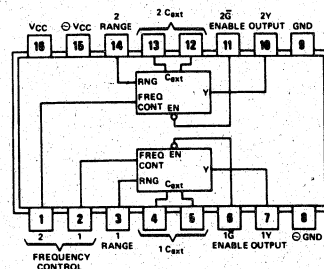 2 2 Cext 2G̅ 2Y
VCC ⊖ VCC RANGE ENABLE OUTPUT GND
16 15 14 13 12 11 10 9
RNG Cext
FREQ CONT Y
EN
FREQ CONT EN
RNG Y
Cext
1 2 3 4 5 6 7 8
2 1 1 1 Cext 1G̅ 1Y ⊖ GND
FREQUENCY CONTROL RANGE ENABLE OUTPUT